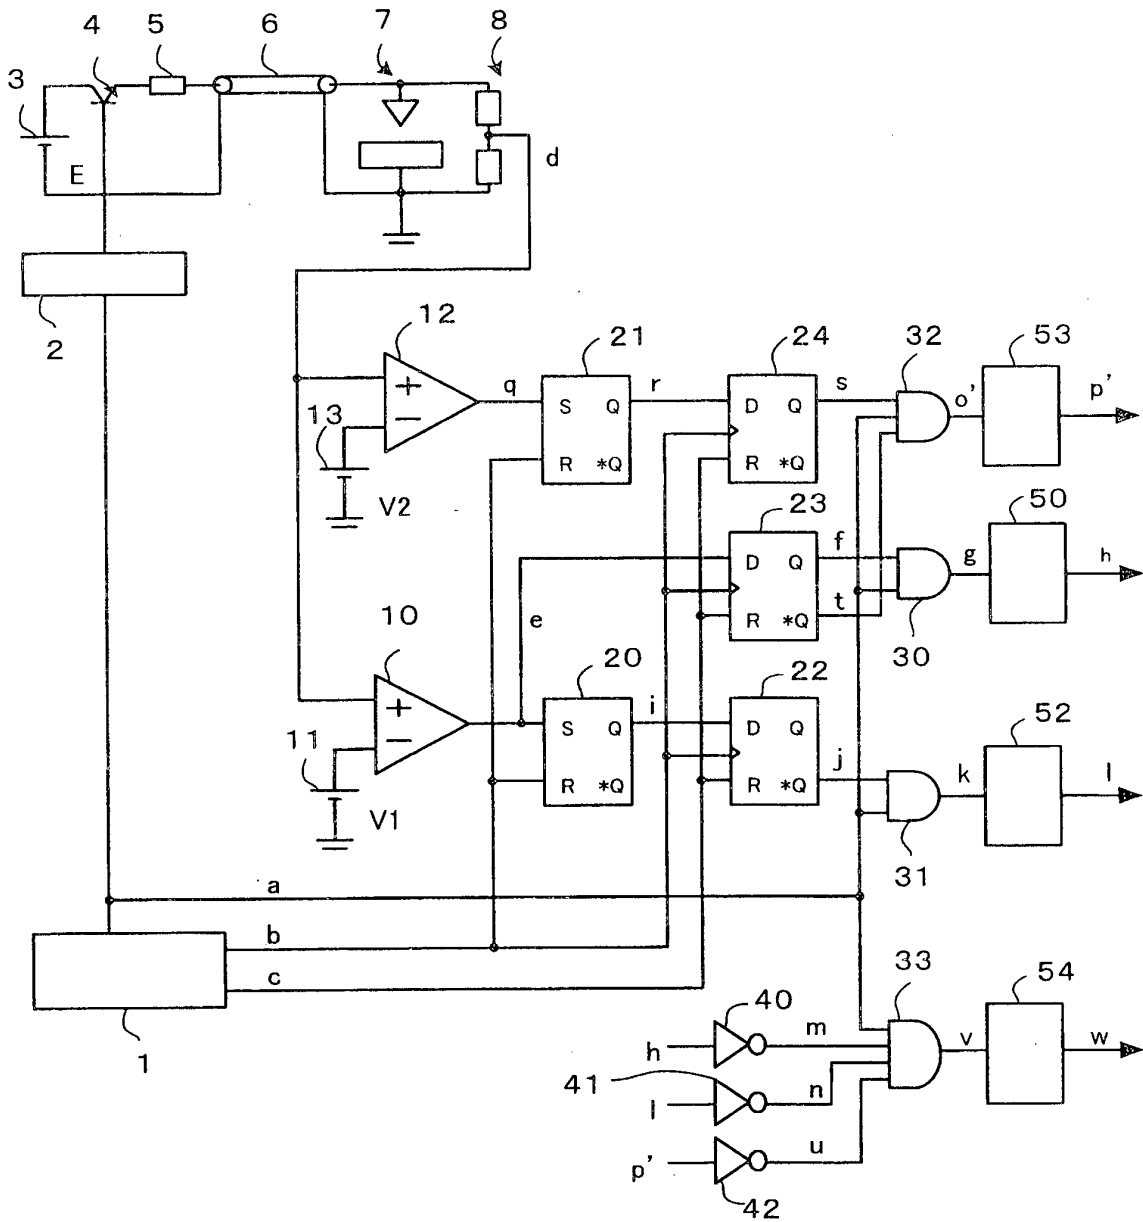 7 8
4 5 6
3
E
d
2
12 21 24 32 53
q S Q r D Q s o' p'
13 R *Q R *Q
V2
23 50
D Q f g h
e R *Q t
10 30
20 22 52
S Q i D Q
11 R *Q R *Q j k l
V1
31
a
b
c
33 54
1
40 m v w
h
41 n
l
u
p'
42